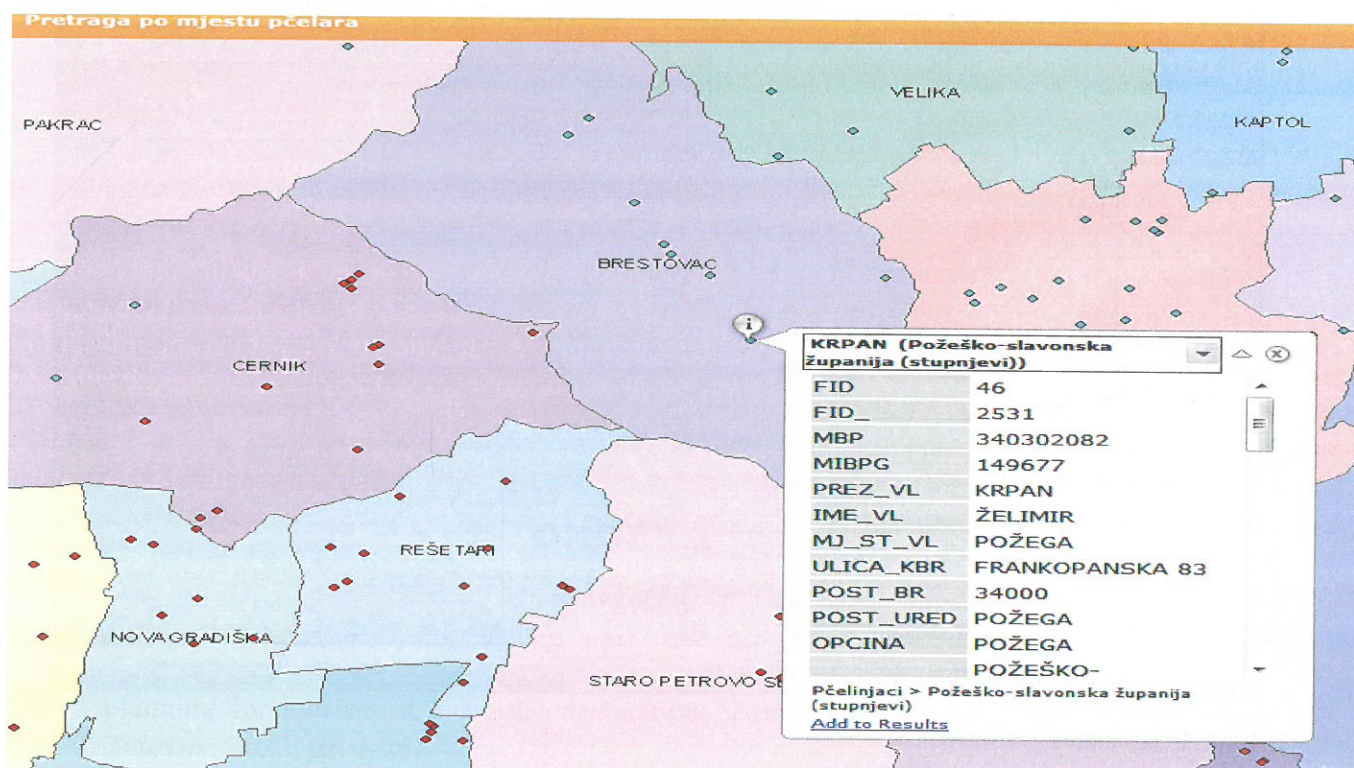 Pretraga po mjestu pčelara
VELIKA
PAKRAC
KAPTOL
BRESTOVAC
CERNIK
REŠETARI
NOVA GRADIŠKA
STARO PETROVO
KRPAN (Požeško-slavonska
županija (stupnjevi))
FID 46
FID_ 2531
MBP 340302082
MIBPG 149677
PREZ_VL KRPAN
IME_VL ŽELIMIR
MJ_ST_VL POŽEGA
ULICA_KBR FRANKOPANSKA 83
POST_BR 34000
POST_URED POŽEGA
OPCINA POŽEGA
POŽEŠKO-
Pčelinjaci > Požeško-slavonska županija
(stupnjevi)
Add to Results